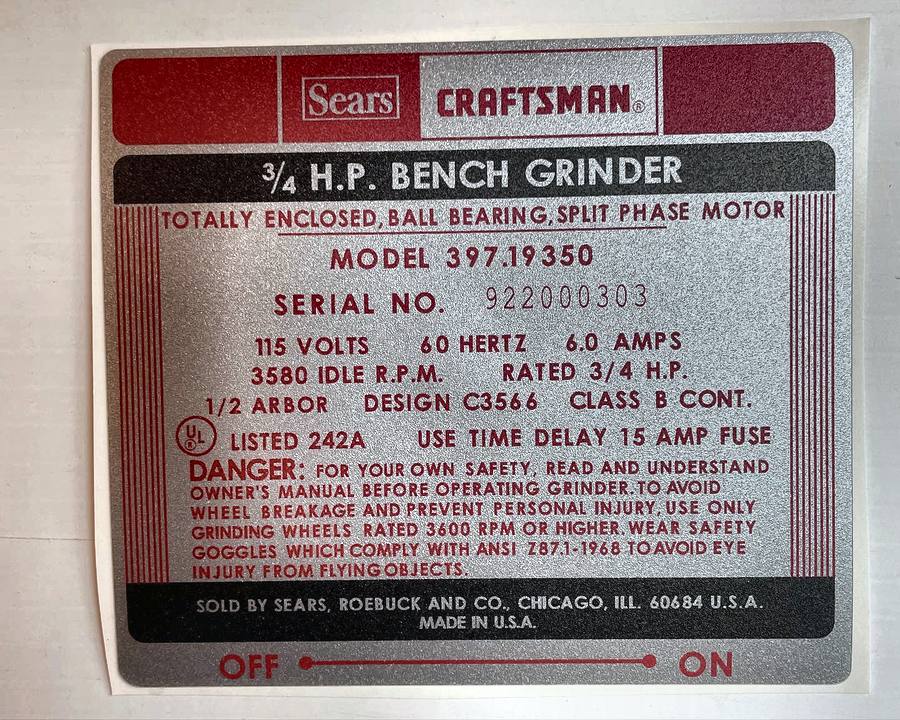 Sears CRAFTSMAN®
3/4 H.P. BENCH GRINDER
TOTALLY ENCLOSED, BALL BEARING, SPLIT PHASE MOTOR
MODEL 397.19350
SERIAL NO. 922000303
115 VOLTS 60 HERTZ 6.0 AMPS
3580 IDLE R.P.M. RATED 3/4 H.P.
1/2 ARBOR DESIGN C3566 CLASS B CONT.
UL® LISTED 242A USE TIME DELAY 15 AMP FUSE
DANGER: FOR YOUR OWN SAFETY, READ AND UNDERSTAND
OWNER'S MANUAL BEFORE OPERATING GRINDER. TO AVOID
WHEEL BREAKAGE AND PREVENT PERSONAL INJURY, USE ONLY
GRINDING WHEELS RATED 3600 RPM OR HIGHER. WEAR SAFETY
GOGGLES WHICH COMPLY WITH ANSI Z87.1-1968 TO AVOID EYE
INJURY FROM FLYING OBJECTS.
SOLD BY SEARS, ROEBUCK AND CO., CHICAGO, ILL. 60684 U.S.A.
MADE IN U.S.A.
OFF ON